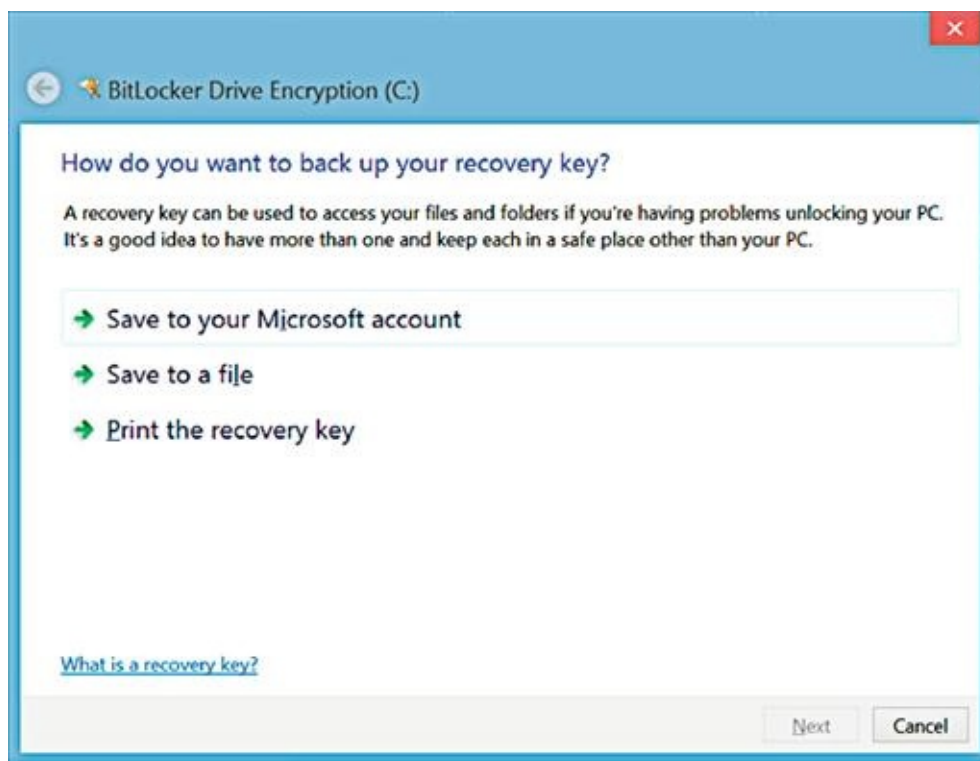 BitLocker Drive Encryption (C:)
How do you want to back up your recovery key?
A recovery key can be used to access your files and folders if you're having problems unlocking your PC.
It's a good idea to have more than one and keep each in a safe place other than your PC.
Save to your Microsoft account
Save to a file
Print the recovery key
What is a recovery key?
Next Cancel